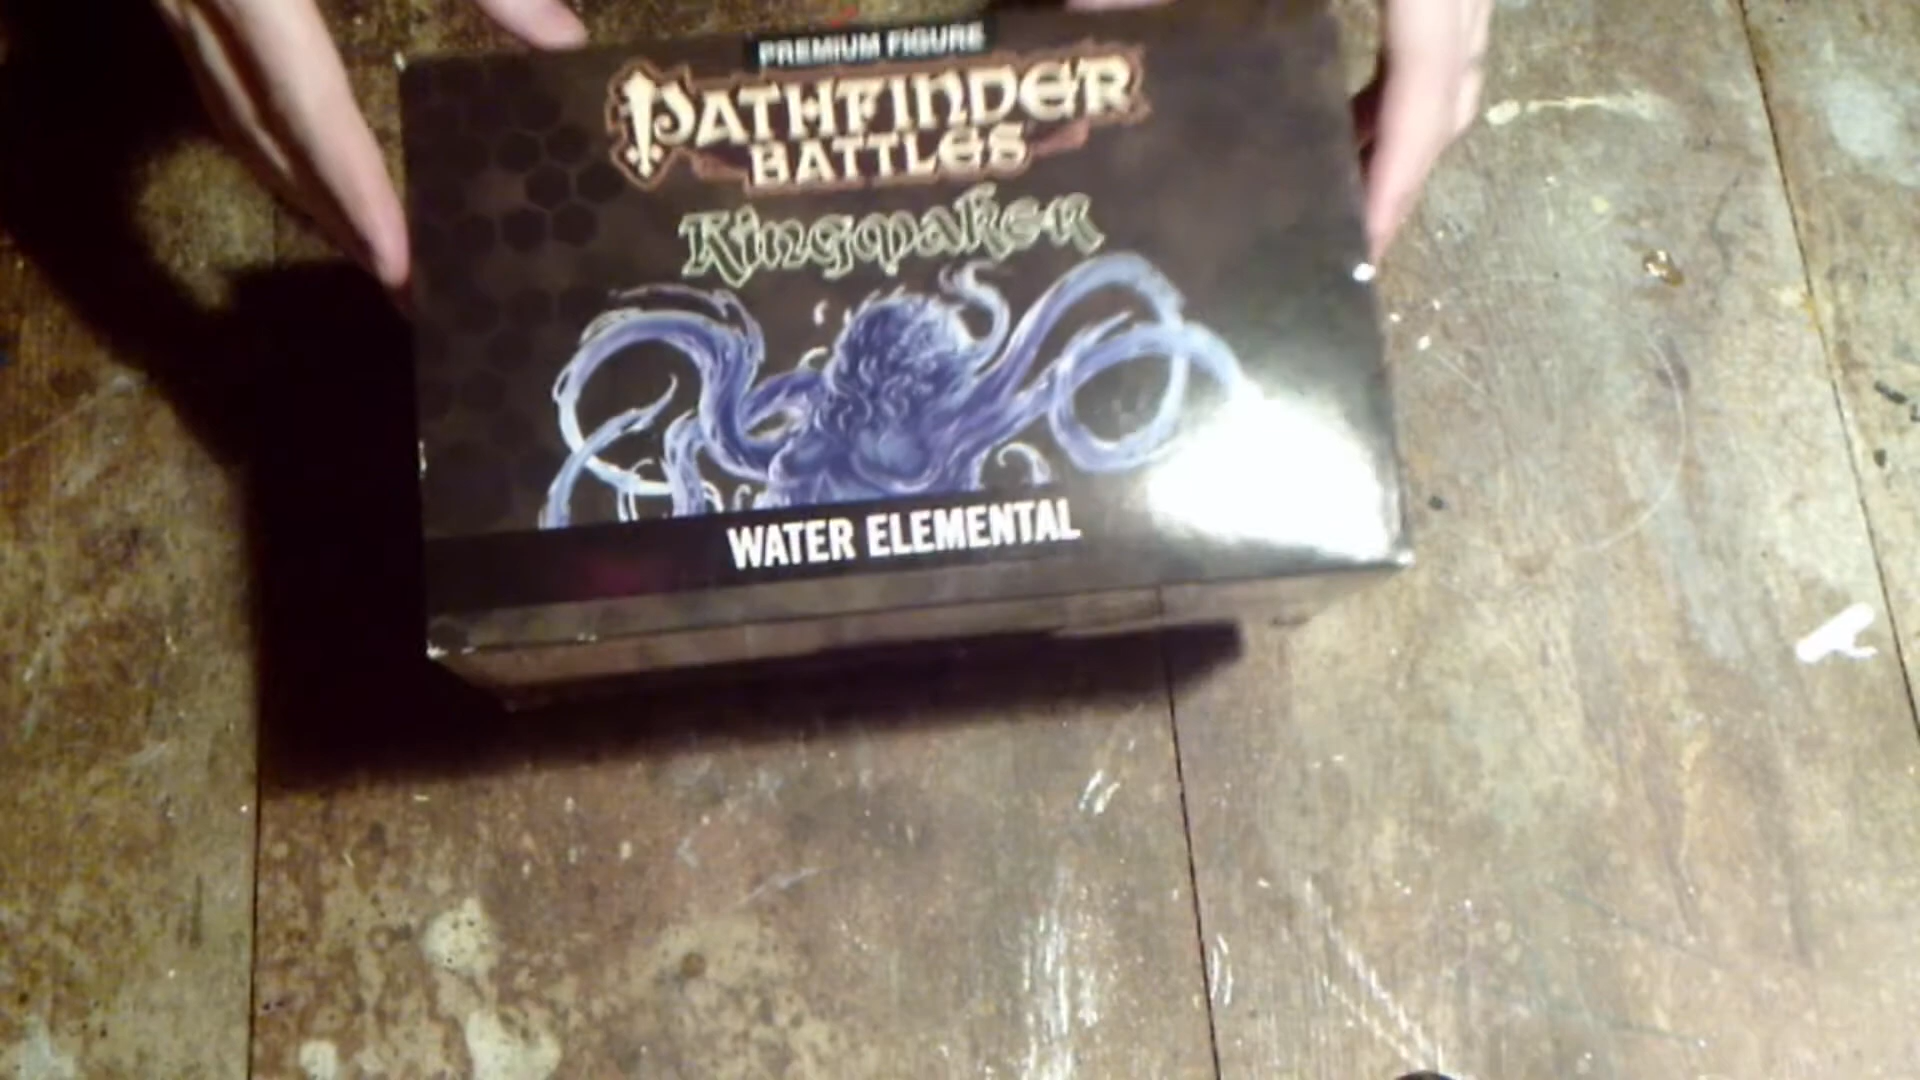 PREMIUM FIGURE
PATHFINDER
BATTLES
Kingmaker
WATER ELEMENTAL